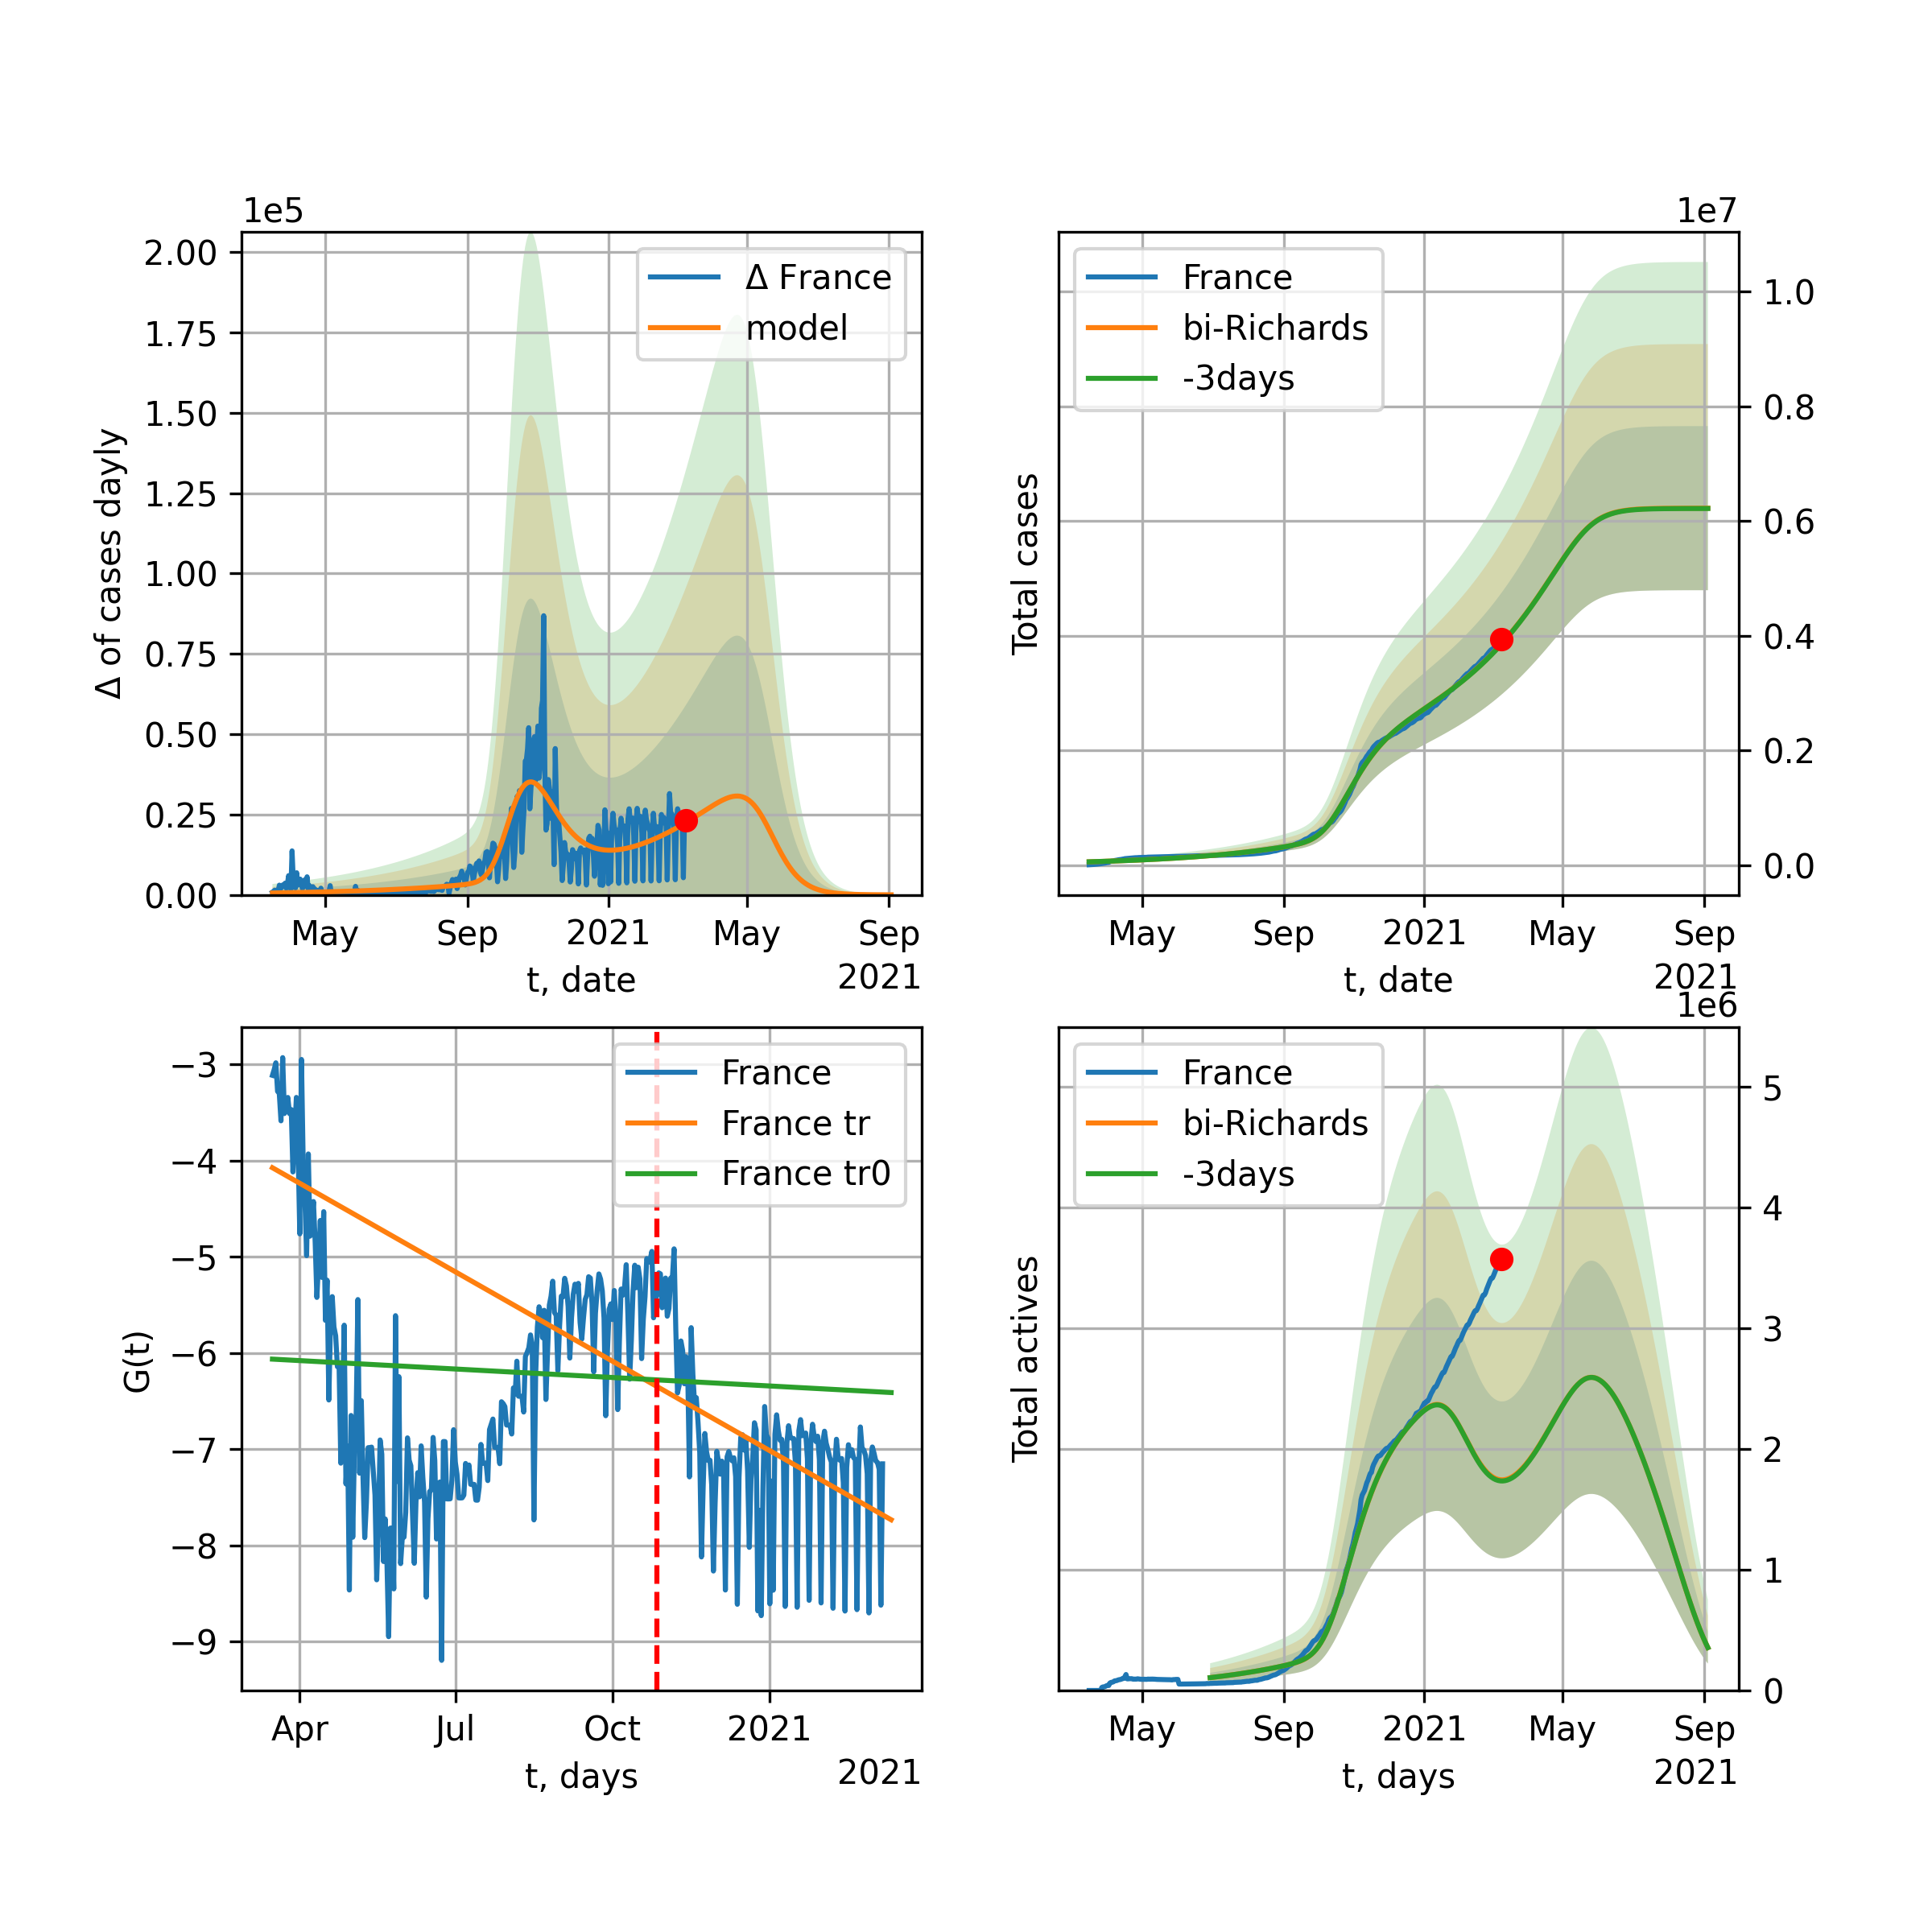 1e5
2.00
1.75
1.50
1.25
1.00
0.75
0.50
0.25
0.00
Δ of cases dayly
Δ France
model
May Sep 2021 May Sep
t, date
2021
1e7
1.0
0.8
0.6
0.4
0.2
0.0
Total cases
France
bi-Richards
-3days
May Sep 2021 May Sep
t, date
2021
−3
−4
−5
−6
−7
−8
−9
G(t)
France
France tr
France tr0
Apr Jul Oct 2021
t, days
2021
1e6
5
4
3
2
1
0
Total actives
France
bi-Richards
-3days
May Sep 2021 May Sep
t, days
2021